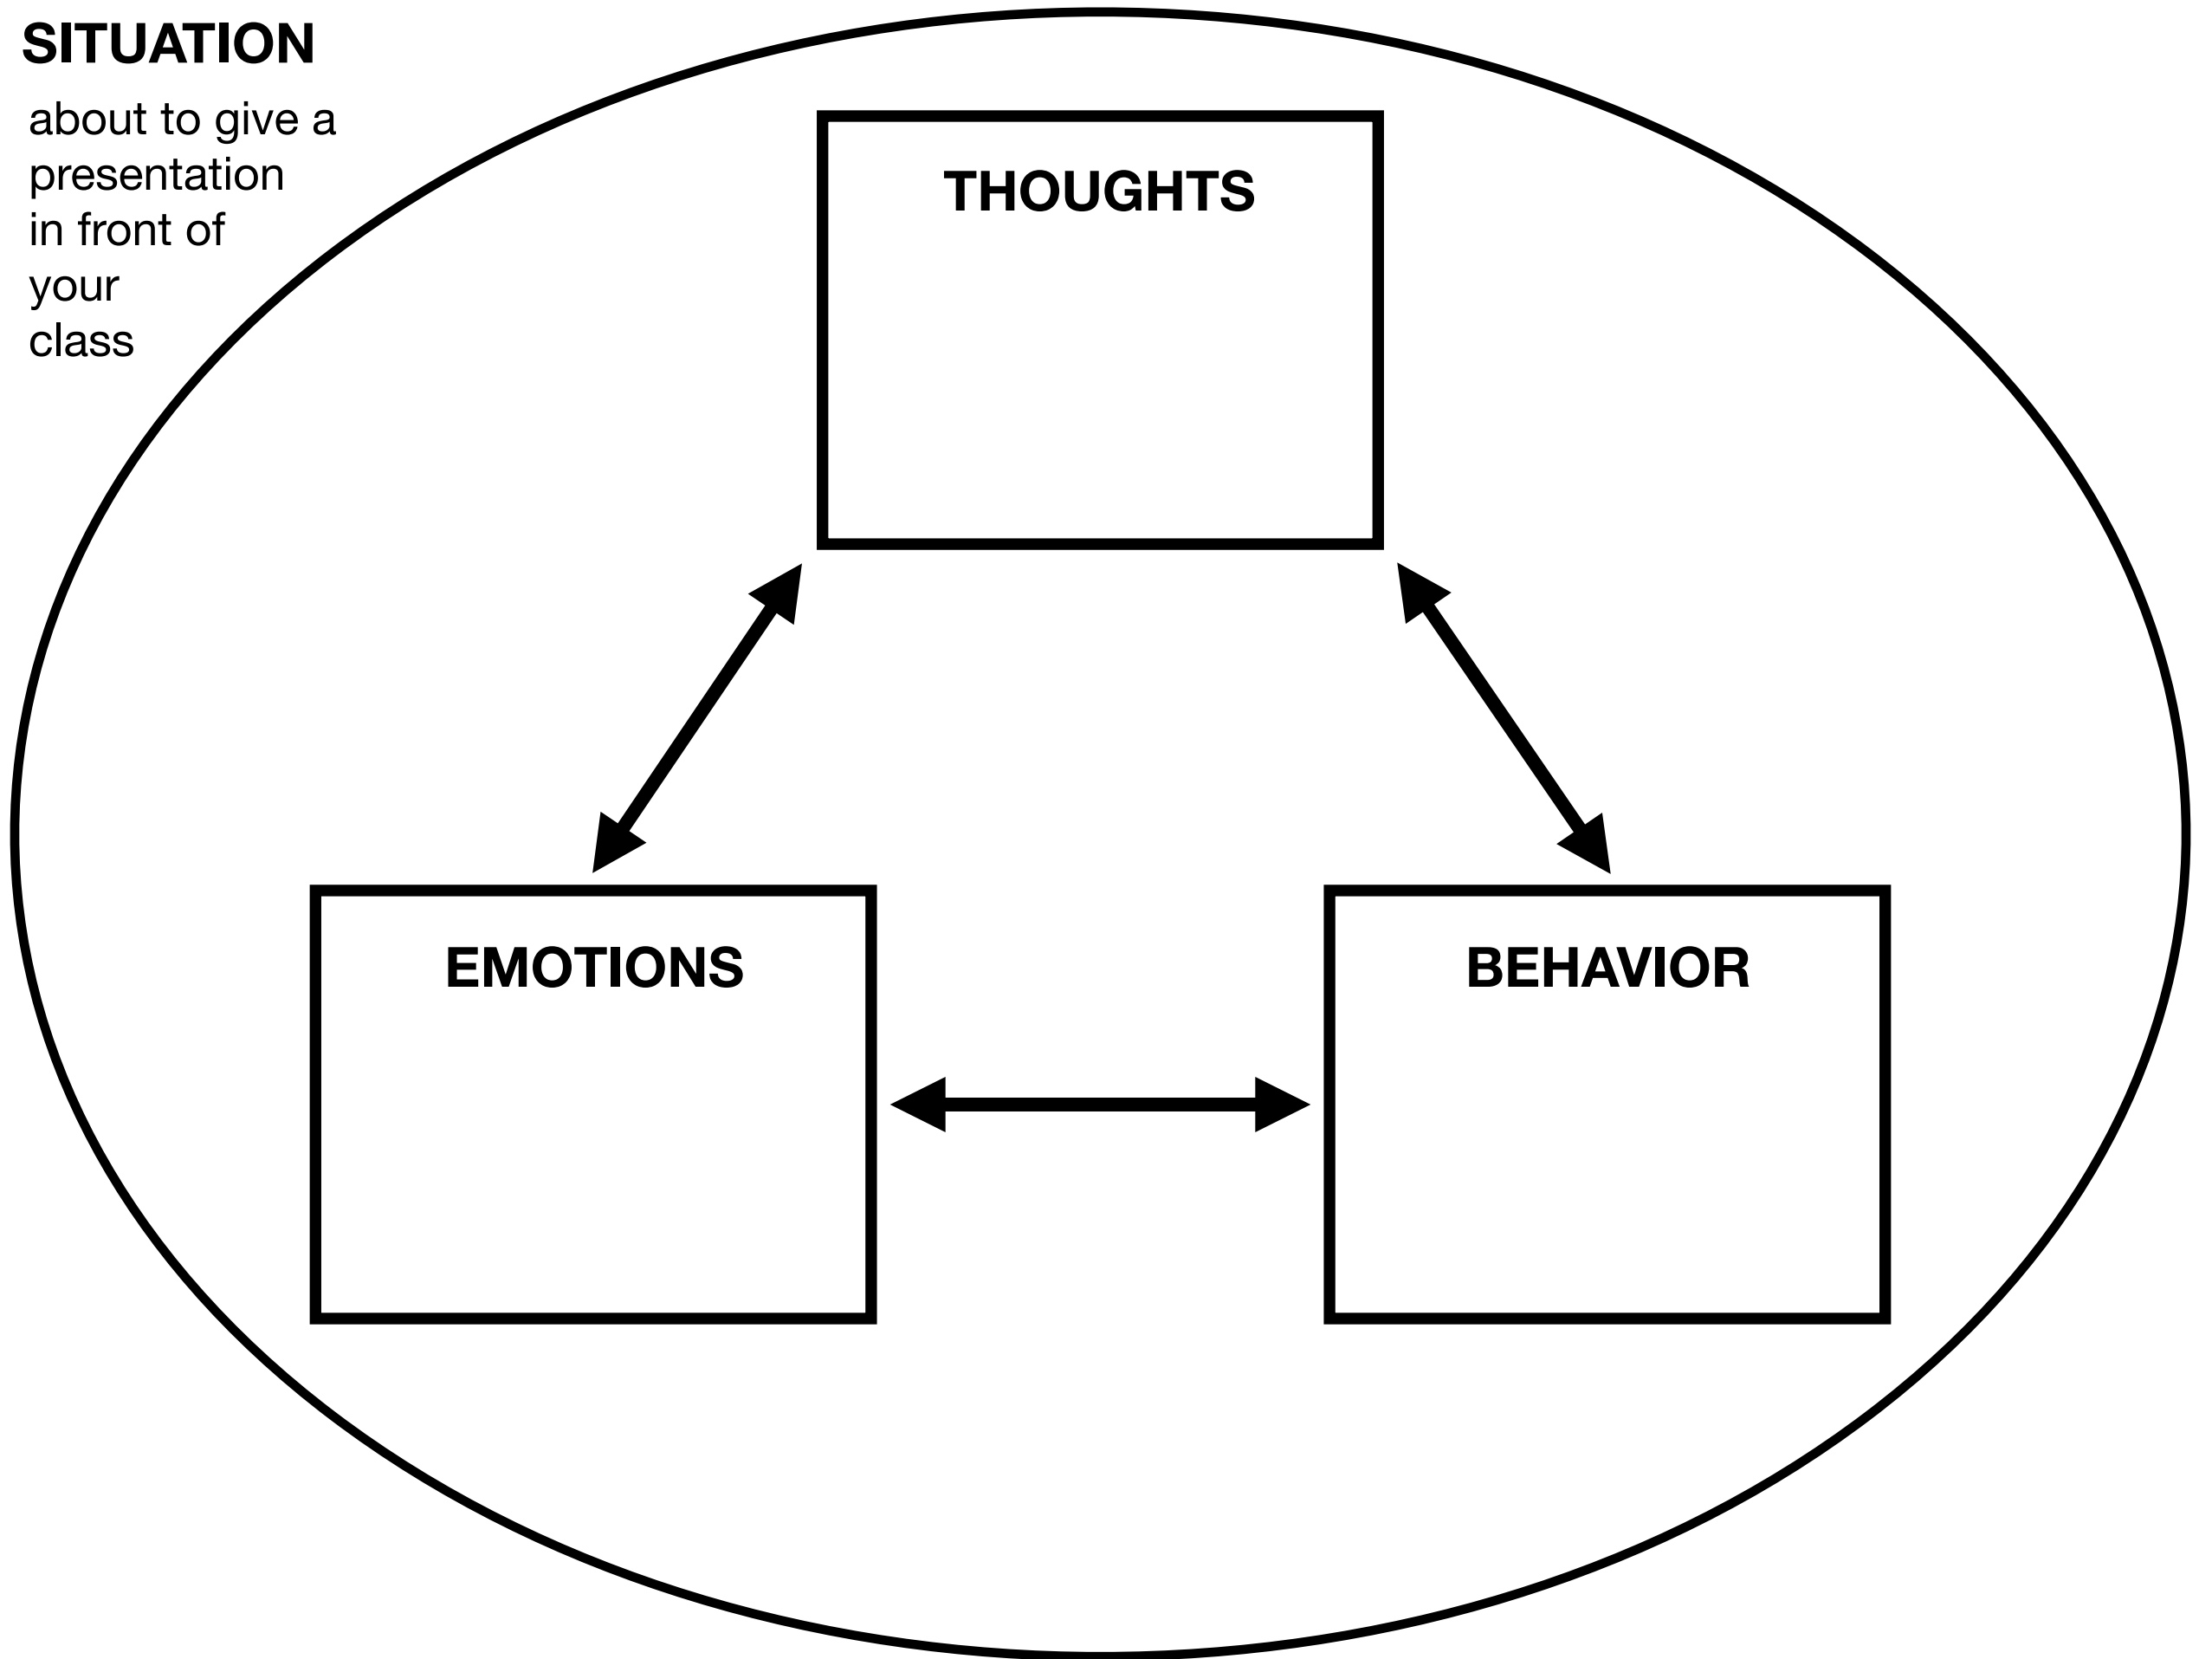 SITUATION
about to give a
presentation
in front of
your
class
THOUGHTS
EMOTIONS
BEHAVIOR